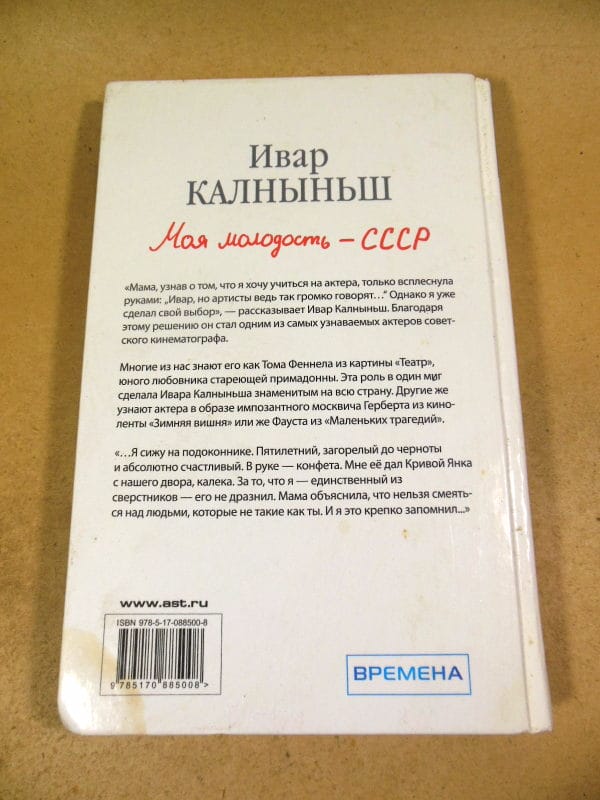 Ивар
КАЛНЫНЬШ
Моя молодость – СССР
«Мама, узнав о том, что я хочу учиться на актера, только всплеснула
руками: „Ивар, но артисты ведь так громко говорят…“ Однако я уже
сделал свой выбор», — рассказывает Ивар Калныньш. Благодаря
этому решению он стал одним из самых узнаваемых актеров совет-
ского кинематографа.
Многие из нас знают его как Тома Феннела из картины «Театр»,
юного любовника стареющей примадонны. Эта роль в один миг
сделала Ивара Калныньша знаменитым на всю страну. Другие же
узнают актера в образе импозантного москвича Герберта из кино-
ленты «Зимняя вишня» или же Фауста из «Маленьких трагедий».
«…Я сижу на подоконнике. Пятилетний, загорелый до черноты
и абсолютно счастливый. В руке — конфета. Мне её дал Кривой Янка
с нашего двора, калека. За то, что я — единственный из
сверстников — его не дразнил. Мама объяснила, что нельзя смеять-
ся над людьми, которые не такие как ты. И я это крепко запомнил...»
www.ast.ru
ISBN 978-5-17-088500-8
9 785170 885008 >
ВРЕМЕНА